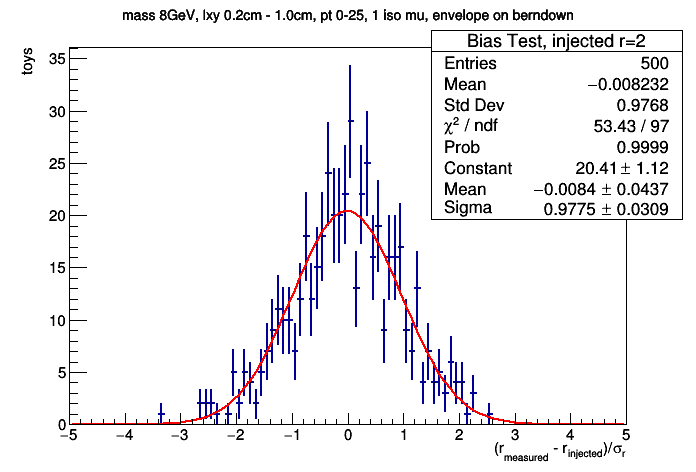 mass 8GeV, lxy 0.2cm - 1.0cm, pt 0-25, 1 iso mu, envelope on berndown
toys
Bias Test, injected r=2
Entries 500
Mean −0.008232
Std Dev 0.9768
χ² / ndf 53.43 / 97
Prob 0.9999
Constant 20.41 ± 1.12
Mean −0.0084 ± 0.0437
Sigma 0.9775 ± 0.0309
35
30
25
20
15
10
5
0
−5 −4 −3 −2 −1 0 1 2 3 4 5
(r_measured - r_injected)/σ_r